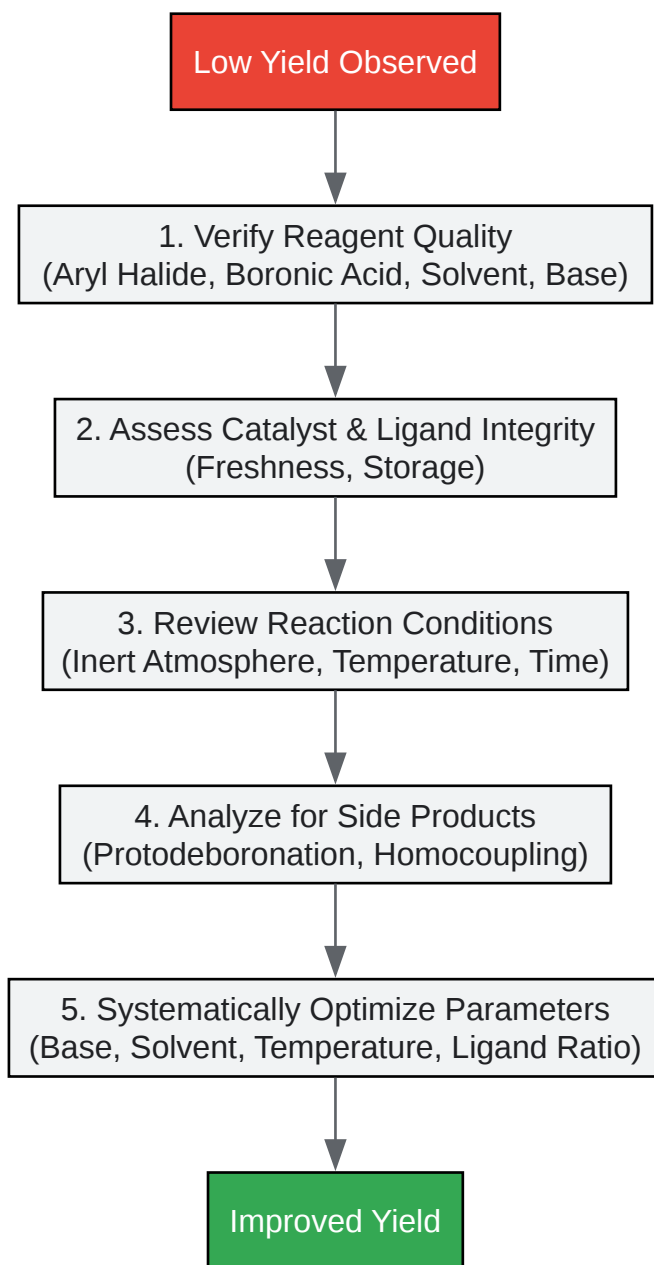 Low Yield Observed
1. Verify Reagent Quality
(Aryl Halide, Boronic Acid, Solvent, Base)
2. Assess Catalyst & Ligand Integrity
(Freshness, Storage)
3. Review Reaction Conditions
(Inert Atmosphere, Temperature, Time)
4. Analyze for Side Products
(Protodeboronation, Homocoupling)
5. Systematically Optimize Parameters
(Base, Solvent, Temperature, Ligand Ratio)
Improved Yield